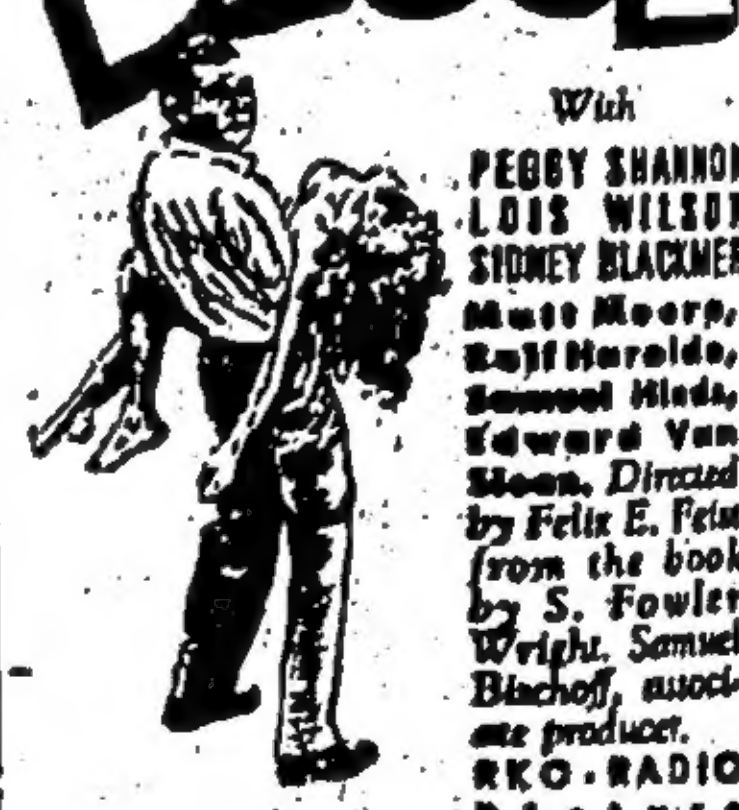 With
PEGGY SHANNON
LOIS WILSON
SIDNEY BLACKMER
Matt Moore,
Ralf Harolde,
Samuel Hinds,
Edward Van
Sloan. Directed
by Felix E. Feist
from the book
by S. Fowler
Wright. Samuel
Bischoff, associ-
ate producer.
RKO-RADIO